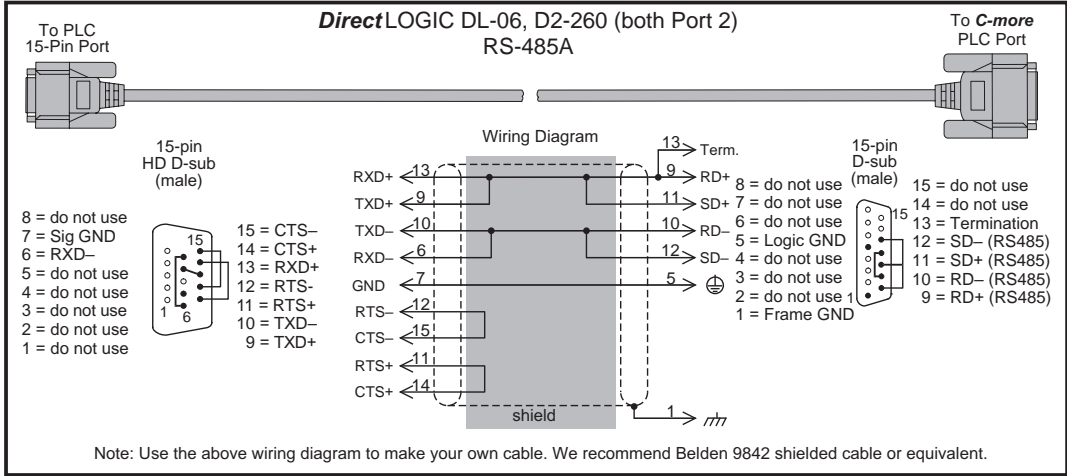 DirectLOGIC DL-06, D2-260 (both Port 2)
RS-485A
To PLC
15-Pin Port
To C-more
PLC Port
15-pin
HD D-sub
(male)
8 = do not use
7 = Sig GND
6 = RXD–
5 = do not use
4 = do not use
3 = do not use
2 = do not use
1 = do not use
15
1
6
15 = CTS–
14 = CTS+
13 = RXD+
12 = RTS-
11 = RTS+
10 = TXD–
9 = TXD+
Wiring Diagram
13 Term.
RXD+ 13 9 RD+
TXD+ 9 11 SD+
TXD– 10 10 RD–
RXD– 6 12 SD–
GND 7 5
RTS– 12
CTS– 15
RTS+ 11
CTS+ 14
shield 1
15-pin
D-sub
(male)
8 = do not use
7 = do not use
6 = do not use
5 = Logic GND
4 = do not use
3 = do not use
2 = do not use
1 = Frame GND
15
1
15 = do not use
14 = do not use
13 = Termination
12 = SD– (RS485)
11 = SD+ (RS485)
10 = RD– (RS485)
9 = RD+ (RS485)
Note: Use the above wiring diagram to make your own cable. We recommend Belden 9842 shielded cable or equivalent.